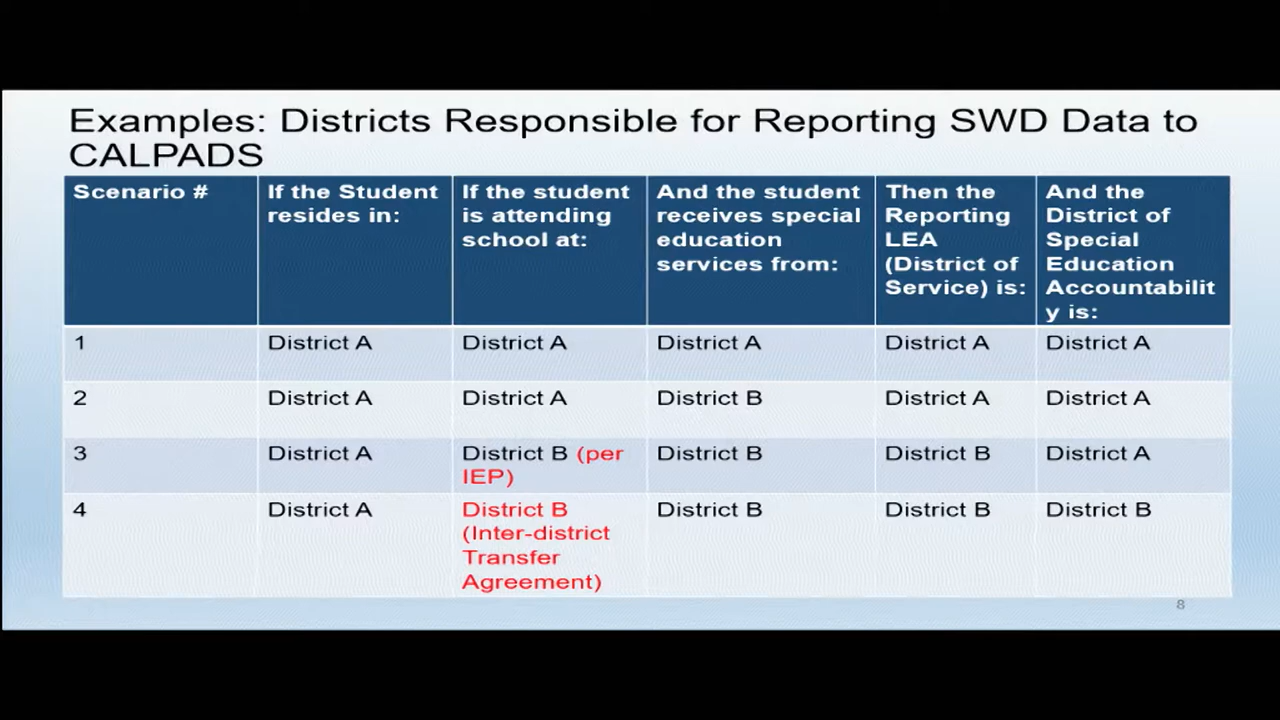 Examples: Districts Responsible for Reporting SWD Data to
CALPADS
Scenario #
If the Student
resides in:
If the student
is attending
school at:
And the student
receives special
education
services from:
Then the
Reporting
LEA
(District of
Service) is:
And the
District of
Special
Education
Accountabilit
y is:
1
District A
District A
District A
District A
District A
2
District A
District A
District B
District A
District A
3
District A
District B (per
IEP)
District B
District B
District A
4
District A
District B
(Inter-district
Transfer
Agreement)
District B
District B
District B
8